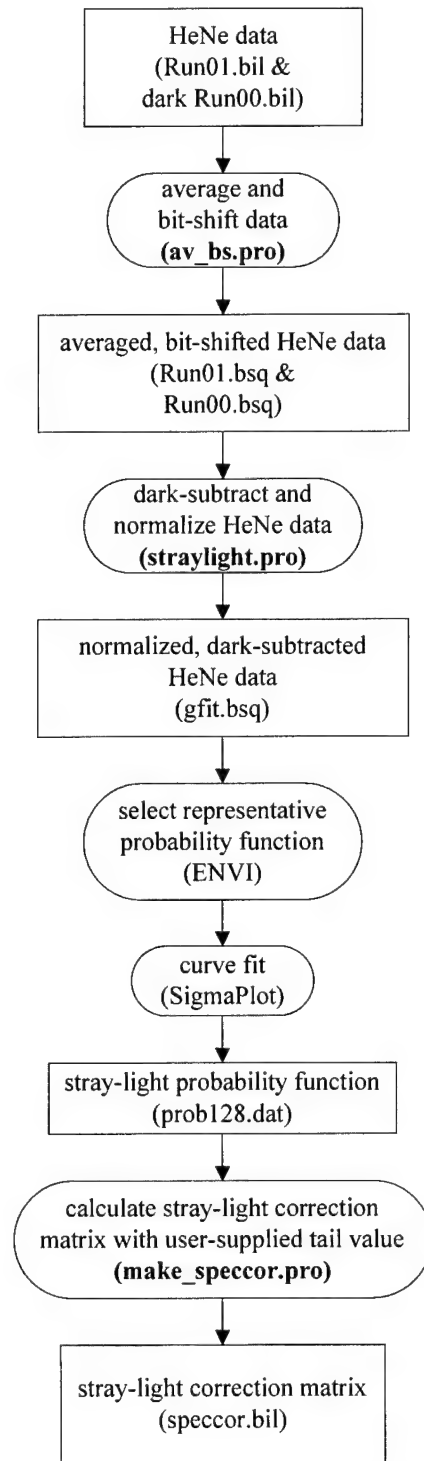 HeNe data
(Run01.bil &
dark Run00.bil)
average and
bit-shift data
(av_bs.pro)
averaged, bit-shifted HeNe data
(Run01.bsq &
Run00.bsq)
dark-subtract and
normalize HeNe data
(straylight.pro)
normalized, dark-subtracted
HeNe data
(gfit.bsq)
select representative
probability function
(ENVI)
curve fit
(SigmaPlot)
stray-light probability function
(prob128.dat)
calculate stray-light correction
matrix with user-supplied tail value
(make_speccor.pro)
stray-light correction matrix
(speccor.bil)